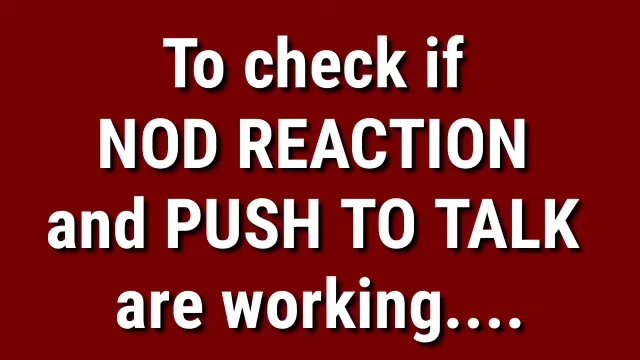 To check if
NOD REACTION
and PUSH TO TALK
are working....